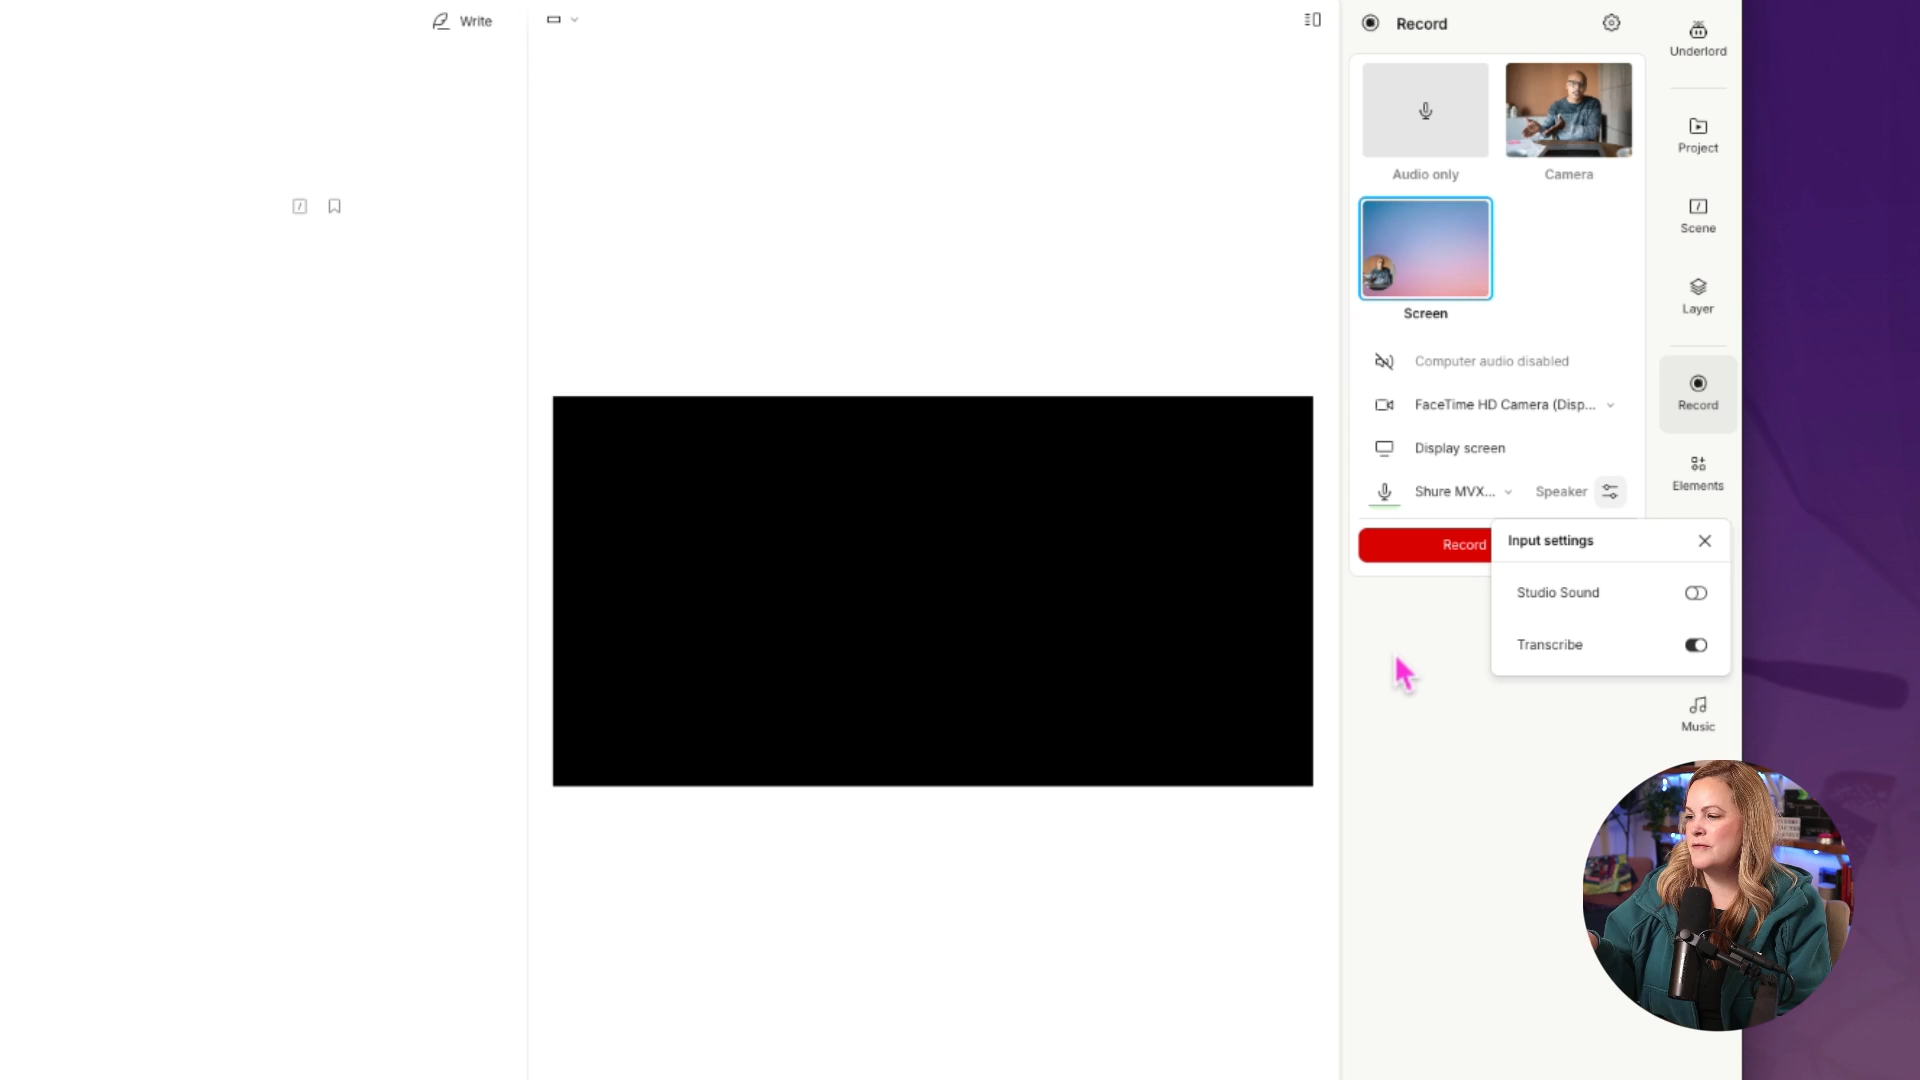 Write
Record
Audio only
Camera
Screen
Computer audio disabled
FaceTime HD Camera (Disp...
Display screen
Shure MVX...
Speaker
Record
Input settings
Studio Sound
Transcribe
Underlord
Project
Scene
Layer
Record
Elements
Music